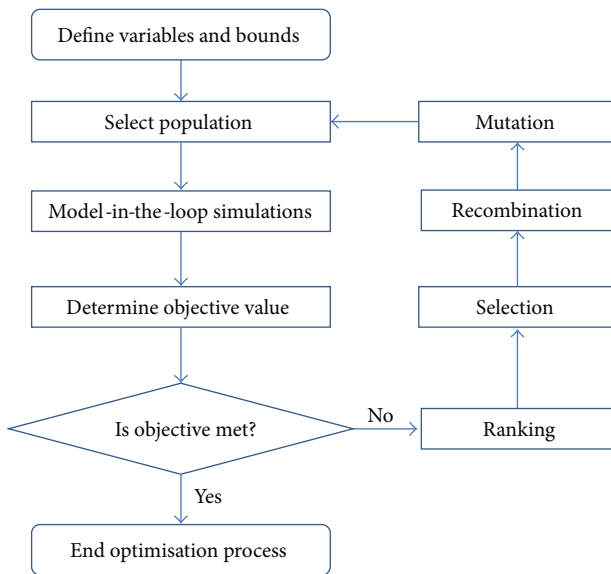 Define variables and bounds
Select population
Mutation
Model-in-the-loop simulations
Recombination
Determine objective value
Selection
Is objective met?
No
Ranking
Yes
End optimisation process